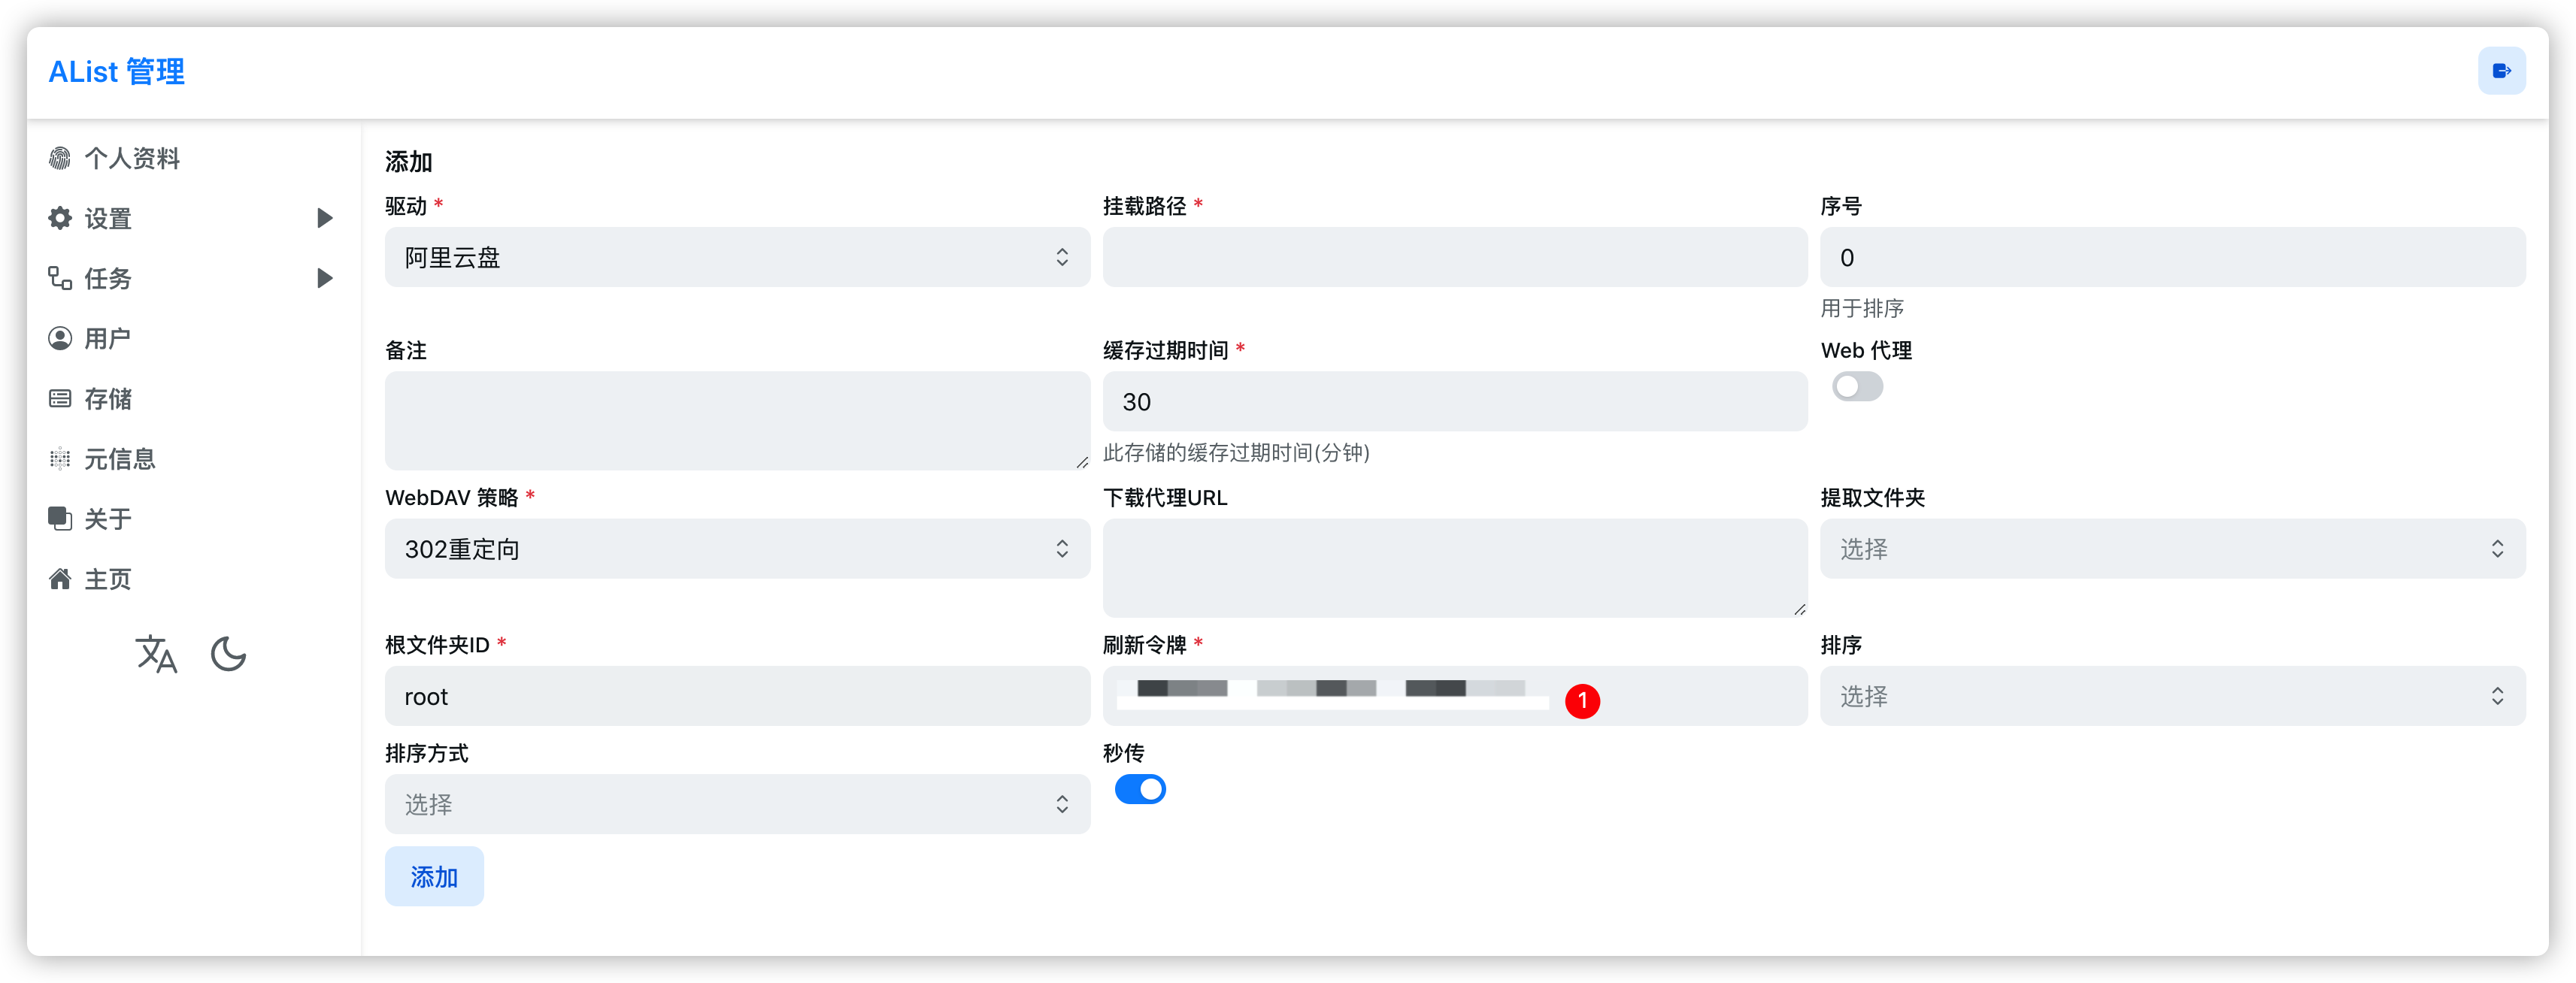 AList 管理
个人资料
设置
任务
用户
存储
元信息
关于
主页
添加
驱动 *
阿里云盘
挂载路径 *
序号
0
用于排序
备注
缓存过期时间 *
30
此存储的缓存过期时间(分钟)
Web 代理
WebDAV 策略 *
302重定向
下载代理URL
提取文件夹
选择
根文件夹ID *
root
刷新令牌 *
1
排序
选择
排序方式
选择
秒传
添加